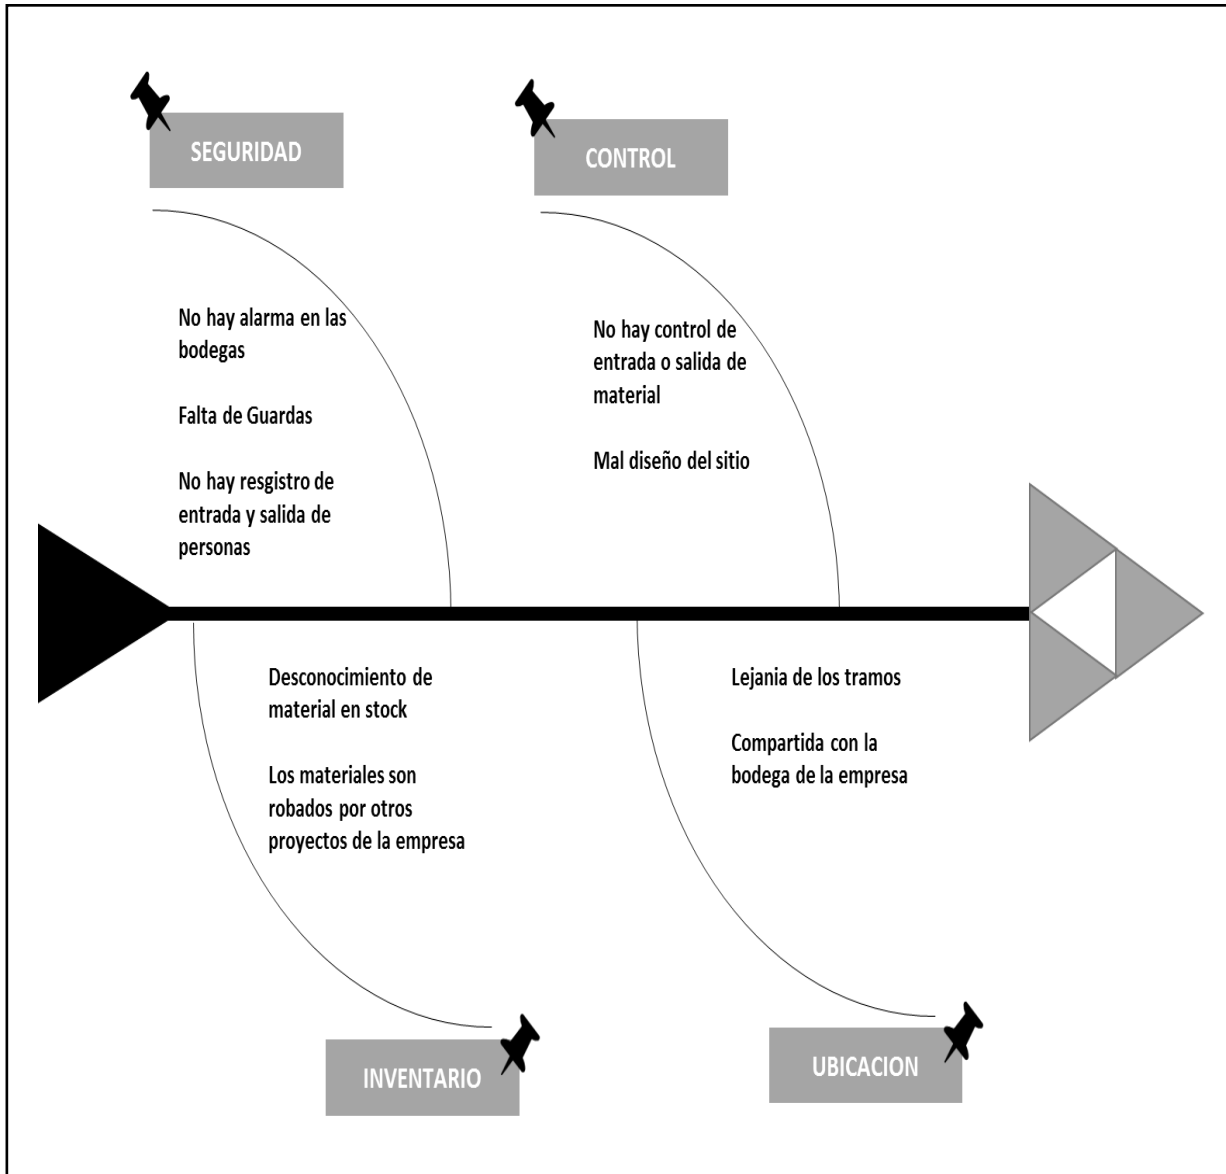 SEGURIDAD
No hay alarma en las
bodegas
Falta de Guardas
No hay resgistro de
entrada y salida de
personas
CONTROL
No hay control de
entrada o salida de
material
Mal diseño del sitio
Desconocimiento de
material en stock
Los materiales son
robados por otros
proyectos de la empresa
INVENTARIO
Lejania de los tramos
Compartida con la
bodega de la empresa
UBICACION